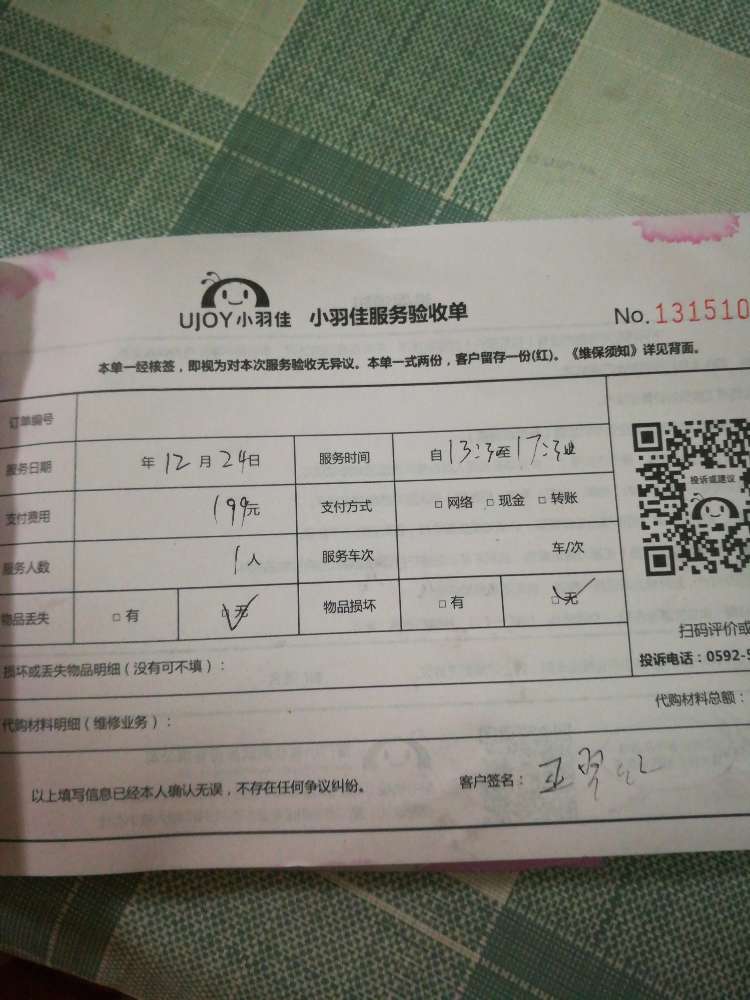 UJOY小羽佳 小羽佳服务验收单 No. 131510
本单一经核签，即视为对本次服务验收无异议。本单一式两份，客户留存一份(红)。《维保须知》详见背面。
订单编号
服务日期 年 12 月 24日 服务时间 自 13:30 至 17:30
支付费用 199元 支付方式 □ 网络 □ 现金 □ 转账
服务人数 1人 服务车次 车/次
物品丢失 □ 有 □ 无 物品损坏 □ 有 □ 无
投诉或建议
扫码评价或
投诉电话：0592-5
损坏或丢失物品明细（没有可不填）：
代购材料明细（维修业务）： 代购材料总额：
以上填写信息已经本人确认无误，不存在任何争议纠纷。 客户签名：